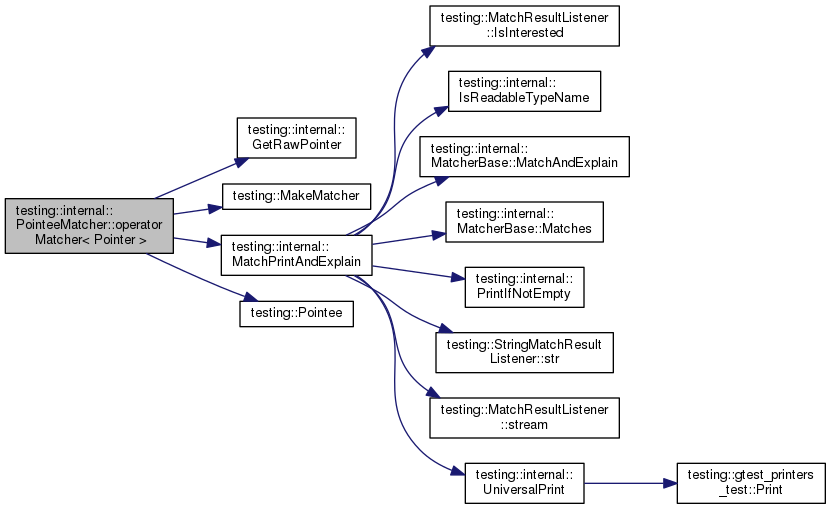 testing::internal::
PointeeMatcher::operator
Matcher< Pointer >
testing::internal::
GetRawPointer
testing::MakeMatcher
testing::internal::
MatchPrintAndExplain
testing::Pointee
testing::MatchResultListener
::IsInterested
testing::internal::
IsReadableTypeName
testing::internal::
MatcherBase::MatchAndExplain
testing::internal::
MatcherBase::Matches
testing::internal::
PrintIfNotEmpty
testing::StringMatchResult
Listener::str
testing::MatchResultListener
::stream
testing::internal::
UniversalPrint
testing::gtest_printers
_test::Print